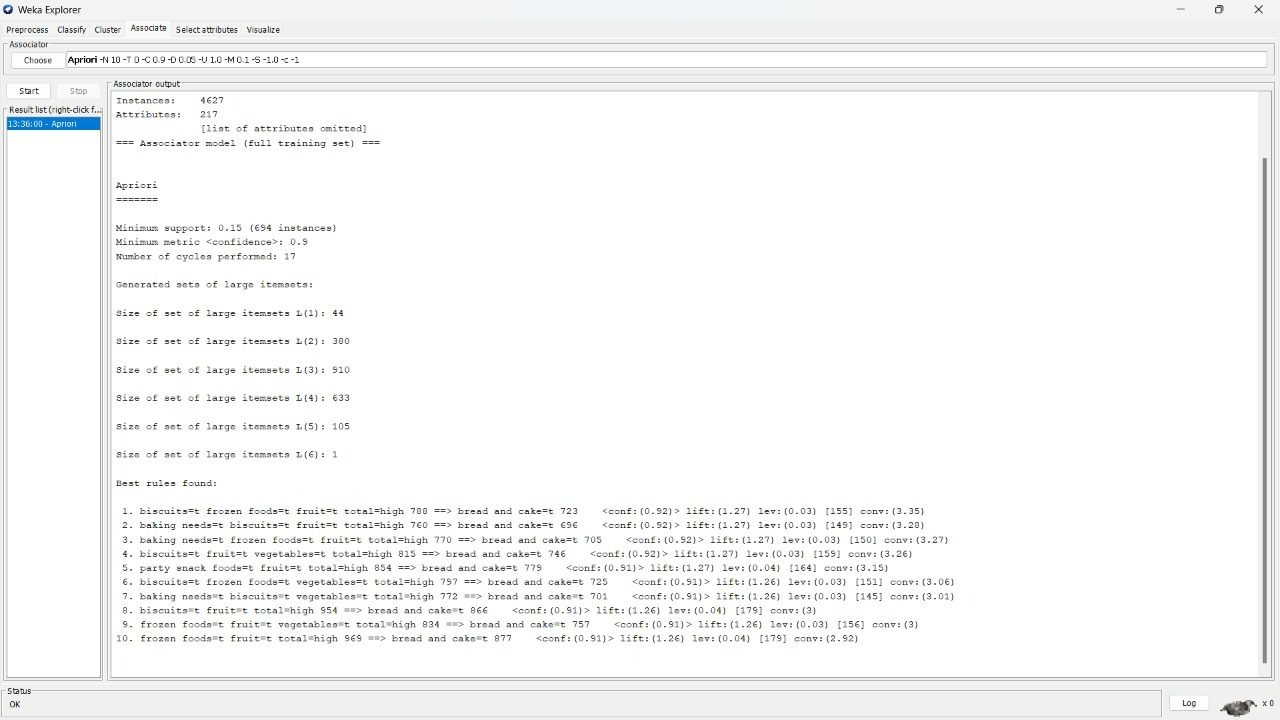 Weka Explorer
Preprocess Classify Cluster Associate Select attributes Visualize
Associator
Choose Apriori -N 10 -T 0 -C 0.9 -D 0.05 -U 1.0 -M 0.1 -S -1.0 -c -1
Start Stop
Result list (right-click f...
13:36:00 - Apriori
Associator output
Instances: 4627
Attributes: 217
[list of attributes omitted]
=== Associator model (full training set) ===
Apriori
=======
Minimum support: 0.15 (694 instances)
Minimum metric <confidence>: 0.9
Number of cycles performed: 17
Generated sets of large itemsets:
Size of set of large itemsets L(1): 44
Size of set of large itemsets L(2): 380
Size of set of large itemsets L(3): 910
Size of set of large itemsets L(4): 633
Size of set of large itemsets L(5): 105
Size of set of large itemsets L(6): 1
Best rules found:
1. biscuits=t frozen foods=t fruit=t total=high 788 ==> bread and cake=t 723 <conf:(0.92)> lift:(1.27) lev:(0.03) [155] conv:(3.35)
2. baking needs=t biscuits=t fruit=t total=high 760 ==> bread and cake=t 696 <conf:(0.92)> lift:(1.27) lev:(0.03) [149] conv:(3.28)
3. baking needs=t frozen foods=t fruit=t total=high 770 ==> bread and cake=t 705 <conf:(0.92)> lift:(1.27) lev:(0.03) [150] conv:(3.27)
4. biscuits=t fruit=t vegetables=t total=high 815 ==> bread and cake=t 746 <conf:(0.92)> lift:(1.27) lev:(0.03) [159] conv:(3.26)
5. party snack foods=t fruit=t total=high 854 ==> bread and cake=t 779 <conf:(0.91)> lift:(1.27) lev:(0.04) [164] conv:(3.15)
6. biscuits=t frozen foods=t vegetables=t total=high 797 ==> bread and cake=t 725 <conf:(0.91)> lift:(1.26) lev:(0.03) [151] conv:(3.06)
7. baking needs=t biscuits=t vegetables=t total=high 772 ==> bread and cake=t 701 <conf:(0.91)> lift:(1.26) lev:(0.03) [145] conv:(3.01)
8. biscuits=t fruit=t total=high 954 ==> bread and cake=t 866 <conf:(0.91)> lift:(1.26) lev:(0.04) [179] conv:(3)
9. frozen foods=t fruit=t vegetables=t total=high 834 ==> bread and cake=t 757 <conf:(0.91)> lift:(1.26) lev:(0.03) [156] conv:(3)
10. frozen foods=t fruit=t total=high 969 ==> bread and cake=t 877 <conf:(0.91)> lift:(1.26) lev:(0.04) [179] conv:(2.92)
Status
OK
Log x 0